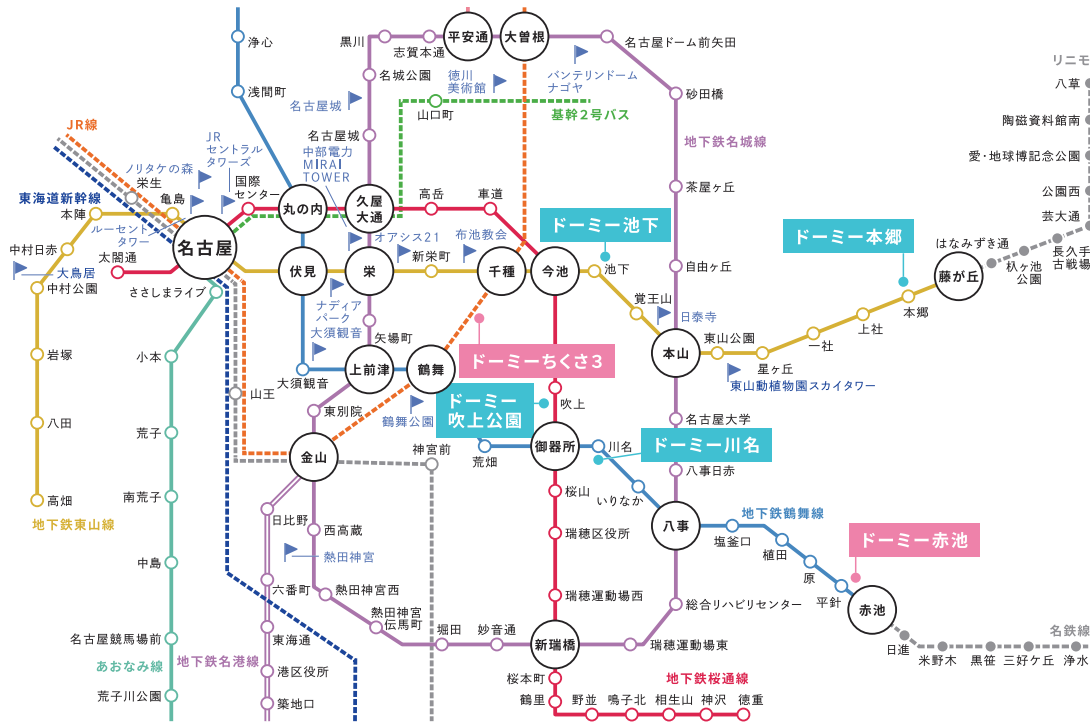 浄心
浅間町
黒川
志賀本通
平安通
大曽根
名古屋ドーム前矢田
名城公園
徳川
美術館
バンテリンドーム
ナゴヤ
名古屋城
山口町
基幹2号バス
砂田橋
リニモ
八草
陶磁資料館南
愛・地球博記念公園
公園西
芸大通
長久手
古戦場
はなみずき通
杁ヶ池
公園
藤が丘
JR線
ノリタケの森
栄生
JR
セントラル
タワーズ
国際
センター
名古屋城
中部電力
MIRAI
TOWER
地下鉄名城線
東海道新幹線
本陣
亀島
ルーセント
タワー
名古屋
丸の内
久屋
大通
高岳
車道
茶屋ヶ丘
ドーミー池下
ドーミー本郷
中村日赤
大鳥居
中村公園
太閤通
ささしまライブ
伏見
栄
オアシス21
新栄町
布池教会
千種
今池
池下
自由ヶ丘
ナディア
パーク
大須観音
矢場町
覚王山
日泰寺
本山
東山公園
星ヶ丘
一社
上社
本郷
東山動植物園スカイタワー
岩塚
小本
山王
大須観音
上前津
鶴舞
ドーミーちくさ3
八田
荒子
東別院
鶴舞公園
ドーミー
吹上公園
吹上
名古屋大学
金山
神宮前
荒畑
御器所
川名
ドーミー川名
八事日赤
高畑
地下鉄東山線
南荒子
日比野
西高蔵
桜山
いりなか
地下鉄鶴舞線
八事
塩釜口
植田
原
平針
ドーミー赤池
赤池
中島
熱田神宮
瑞穂区役所
六番町
熱田神宮西
瑞穂運動場西
総合リハビリセンター
名古屋競馬場前
東海通
熱田神宮
伝馬町
堀田
妙音通
新瑞橋
瑞穂運動場東
名鉄線
日進
米野木
黒笹
三好ケ丘
浄水
あおなみ線
地下鉄名港線
港区役所
桜本町
地下鉄桜通線
荒子川公園
築地口
鶴里
野並
鳴子北
相生山
神沢
徳重